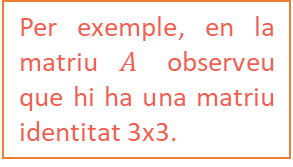 Per exemple, en la
matriu A observeu
que hi ha una matriu
identitat 3x3.